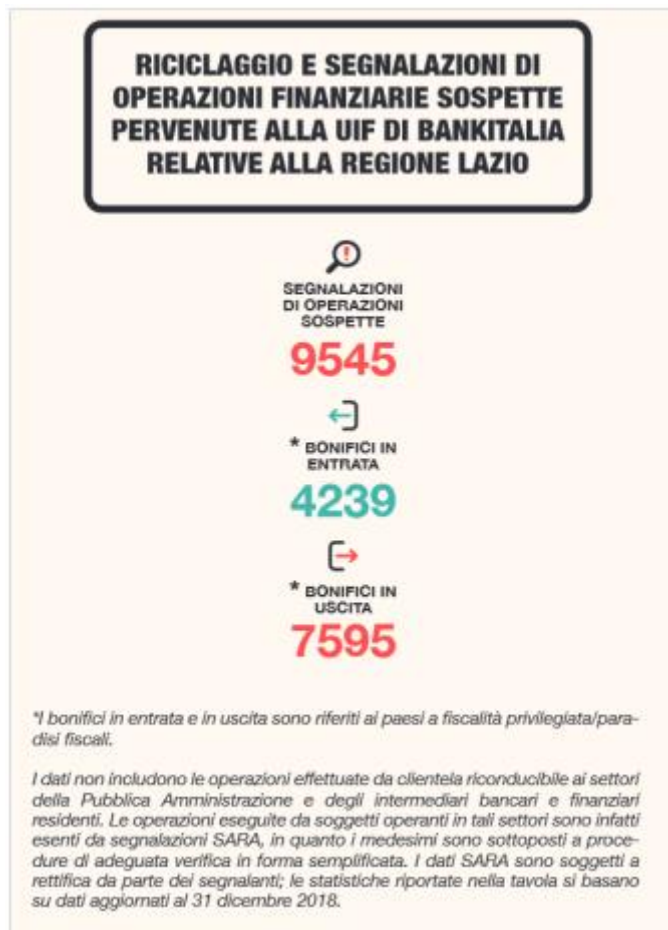 RICICLAGGIO E SEGNALAZIONI DI
OPERAZIONI FINANZIARIE SOSPETTE
PERVENUTE ALLA UIF DI BANKITALIA
RELATIVE ALLA REGIONE LAZIO
SEGNALAZIONI
DI OPERAZIONI
SOSPETTE
9545
* BONIFICI IN
ENTRATA
4239
* BONIFICI IN
USCITA
7595
*I bonifici in entrata e in uscita sono riferiti ai paesi a fiscalità privilegiata/para-
disi fiscali.
I dati non includono le operazioni effettuate da clientela riconducibile ai settori
della Pubblica Amministrazione e degli intermediari bancari e finanziari
residenti. Le operazioni eseguite da soggetti operanti in tali settori sono infatti
esenti da segnalazioni SARA, in quanto i medesimi sono sottoposti a proce-
dure di adeguata verifica in forma semplificata. I dati SARA sono soggetti a
rettifica da parte dei segnalanti; le statistiche riportate nella tavola si basano
su dati aggiornati al 31 dicembre 2018.